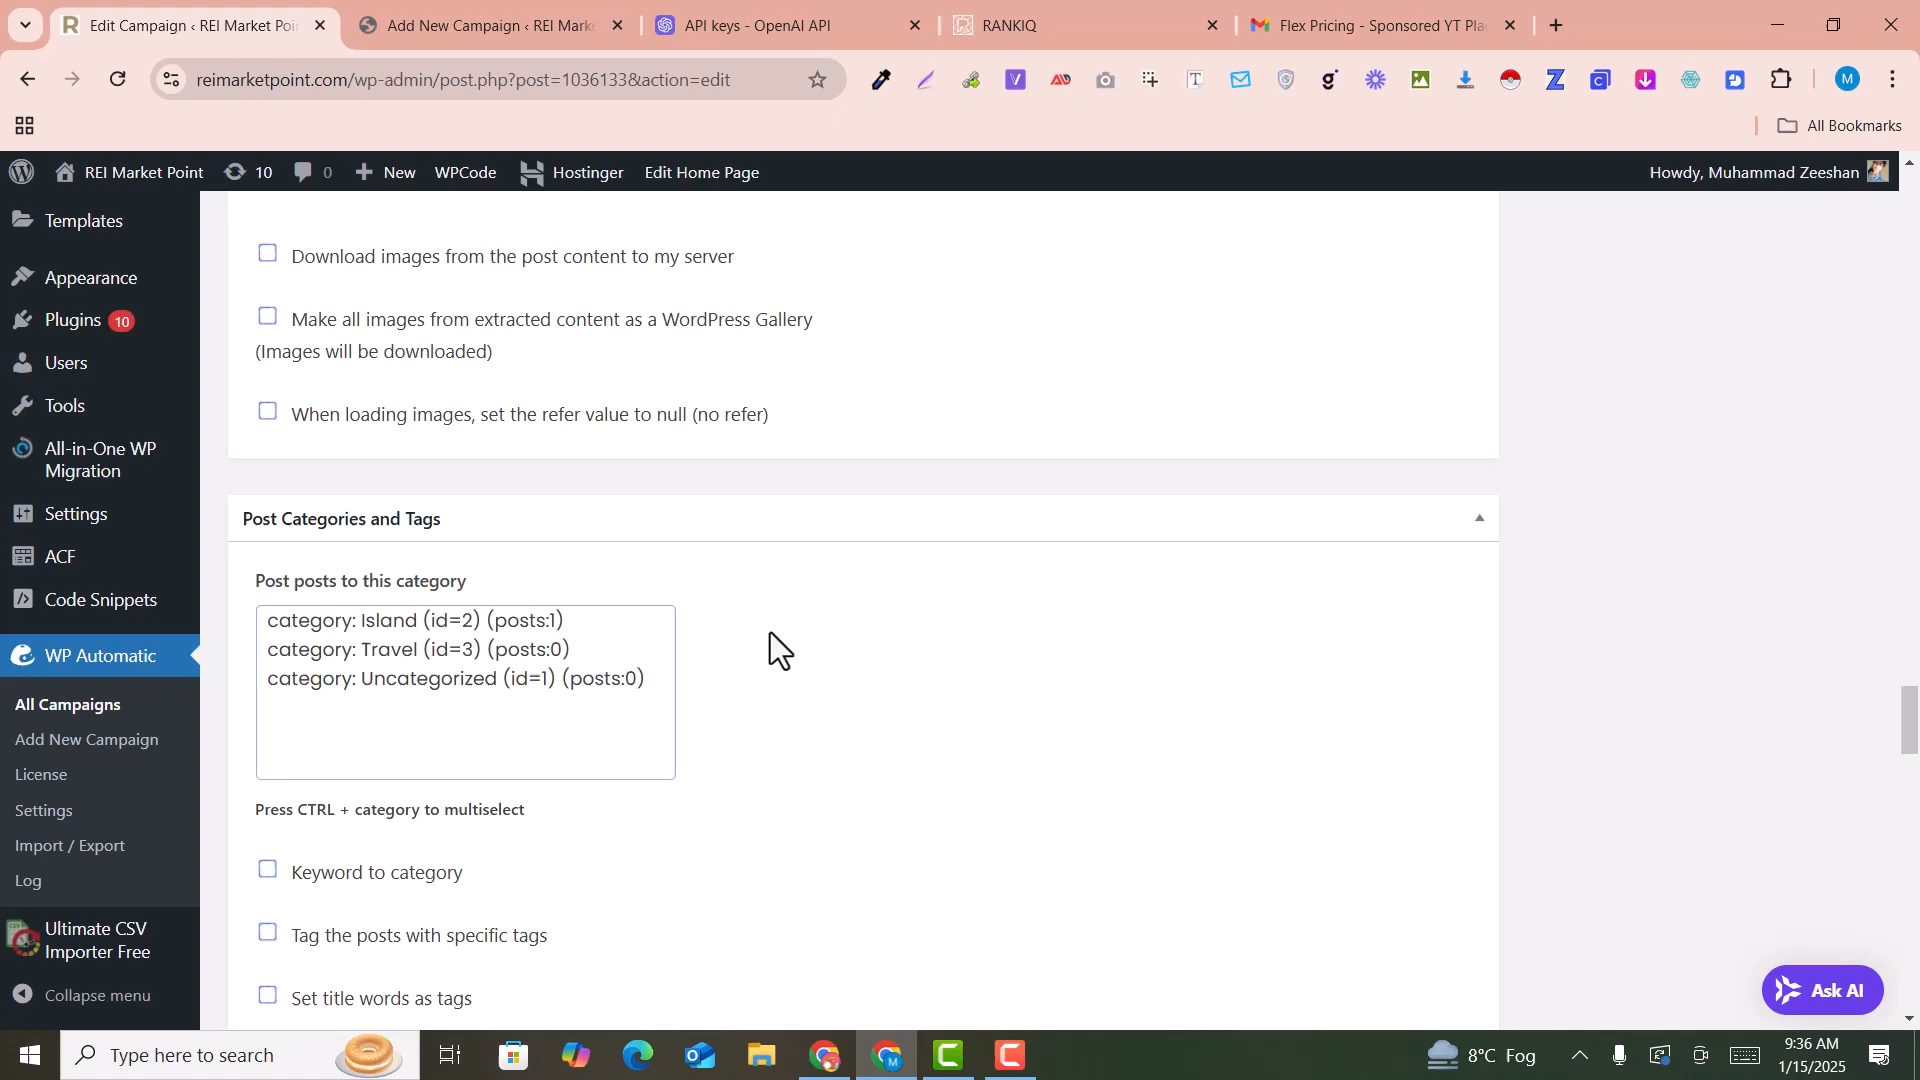 Edit Campaign ‹ REI Market Poin
Add New Campaign ‹ REI Marke
API keys - OpenAI API
RANKIQ
Flex Pricing - Sponsored YT Pla
reimarketpoint.com/wp-admin/post.php?post=1036133&action=edit
All Bookmarks
REI Market Point
10
0
New
WPCode
Hostinger
Edit Home Page
Howdy, Muhammad Zeeshan
Templates
Appearance
Plugins 10
Users
Tools
All-in-One WP
Migration
Settings
ACF
Code Snippets
WP Automatic
All Campaigns
Add New Campaign
License
Settings
Import / Export
Log
Ultimate CSV
Importer Free
Collapse menu
Download images from the post content to my server
Make all images from extracted content as a WordPress Gallery
(Images will be downloaded)
When loading images, set the refer value to null (no refer)
Post Categories and Tags
Post posts to this category
category: Island (id=2) (posts:1)
category: Travel (id=3) (posts:0)
category: Uncategorized (id=1) (posts:0)
Press CTRL + category to multiselect
Keyword to category
Tag the posts with specific tags
Set title words as tags
Ask AI
Type here to search
8°C Fog
9:36 AM
1/15/2025